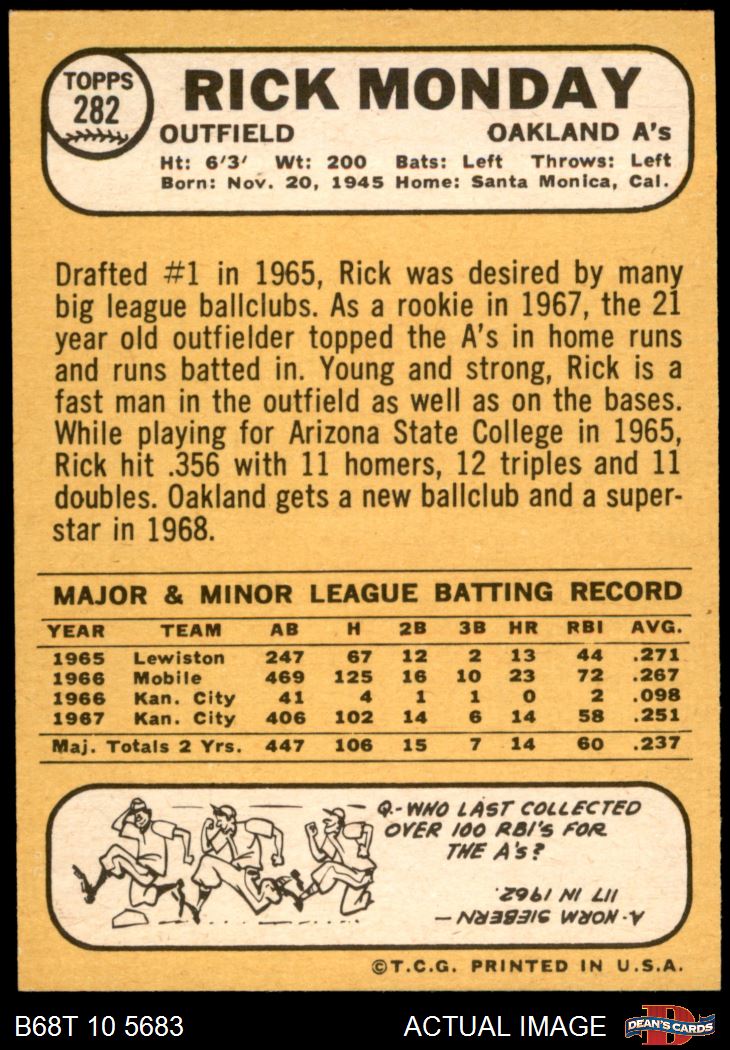 TOPPS
282
RICK MONDAY
OUTFIELD OAKLAND A's
Ht: 6'3' Wt: 200 Bats: Left Throws: Left
Born: Nov. 20, 1945 Home: Santa Monica, Cal.
Drafted #1 in 1965, Rick was desired by many
big league ballclubs. As a rookie in 1967, the 21
year old outfielder topped the A's in home runs
and runs batted in. Young and strong, Rick is a
fast man in the outfield as well as on the bases.
While playing for Arizona State College in 1965,
Rick hit .356 with 11 homers, 12 triples and 11
doubles. Oakland gets a new ballclub and a super-
star in 1968.
MAJOR & MINOR LEAGUE BATTING RECORD
YEAR TEAM AB H 2B 3B HR RBI AVG.
1965 Lewiston 247 67 12 2 13 44 .271
1966 Mobile 469 125 16 10 23 72 .267
1966 Kan. City 41 4 1 1 0 2 .098
1967 Kan. City 406 102 14 6 14 58 .251
Maj. Totals 2 Yrs. 447 106 15 7 14 60 .237
Q.- WHO LAST COLLECTED
OVER 100 RBI'S FOR
THE A's?
A- NORM SIEBERN —
117 IN 1962.
©T.C.G. PRINTED IN U.S.A.
B68T 10 5683 ACTUAL IMAGE
D
DEAN'S CARDS